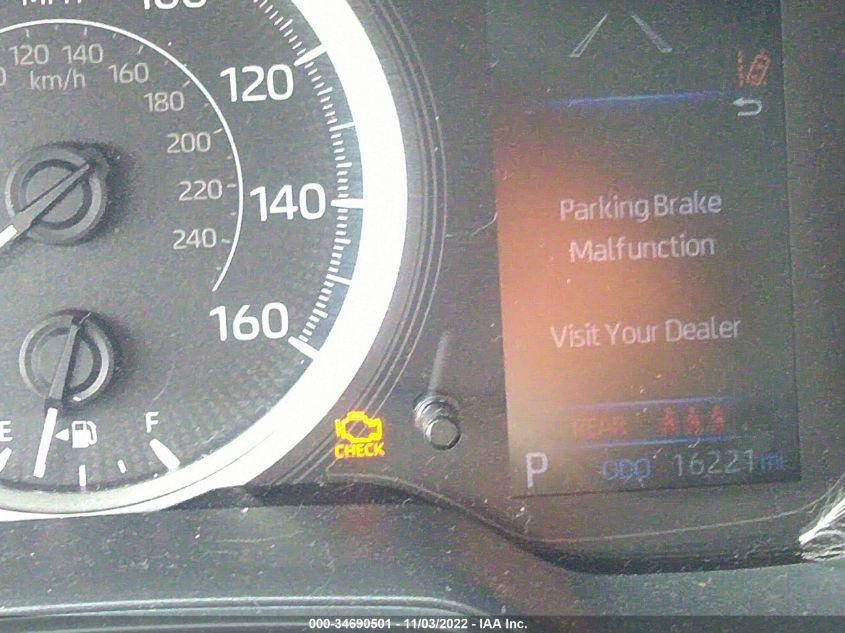 120 140
120
km/h
160
180
200
220
140
240
160
E
F
CHECK
Parking Brake
Malfunction
Visit Your Dealer
REAR
P
ODO 16221 mi
000-34690501 - 11/03/2022 - IAA Inc.